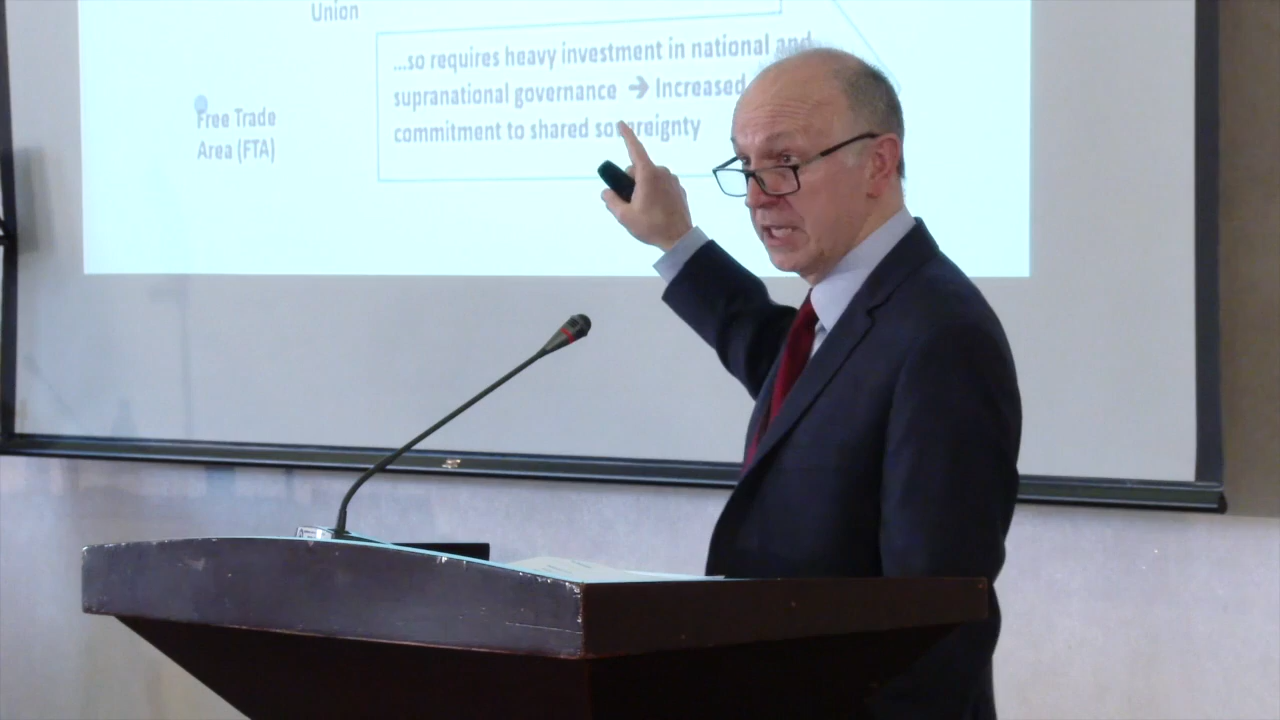 Union
...so requires heavy investment in national and
supranational governance ➔ Increased
commitment to shared sovereignty
Free Trade
Area (FTA)